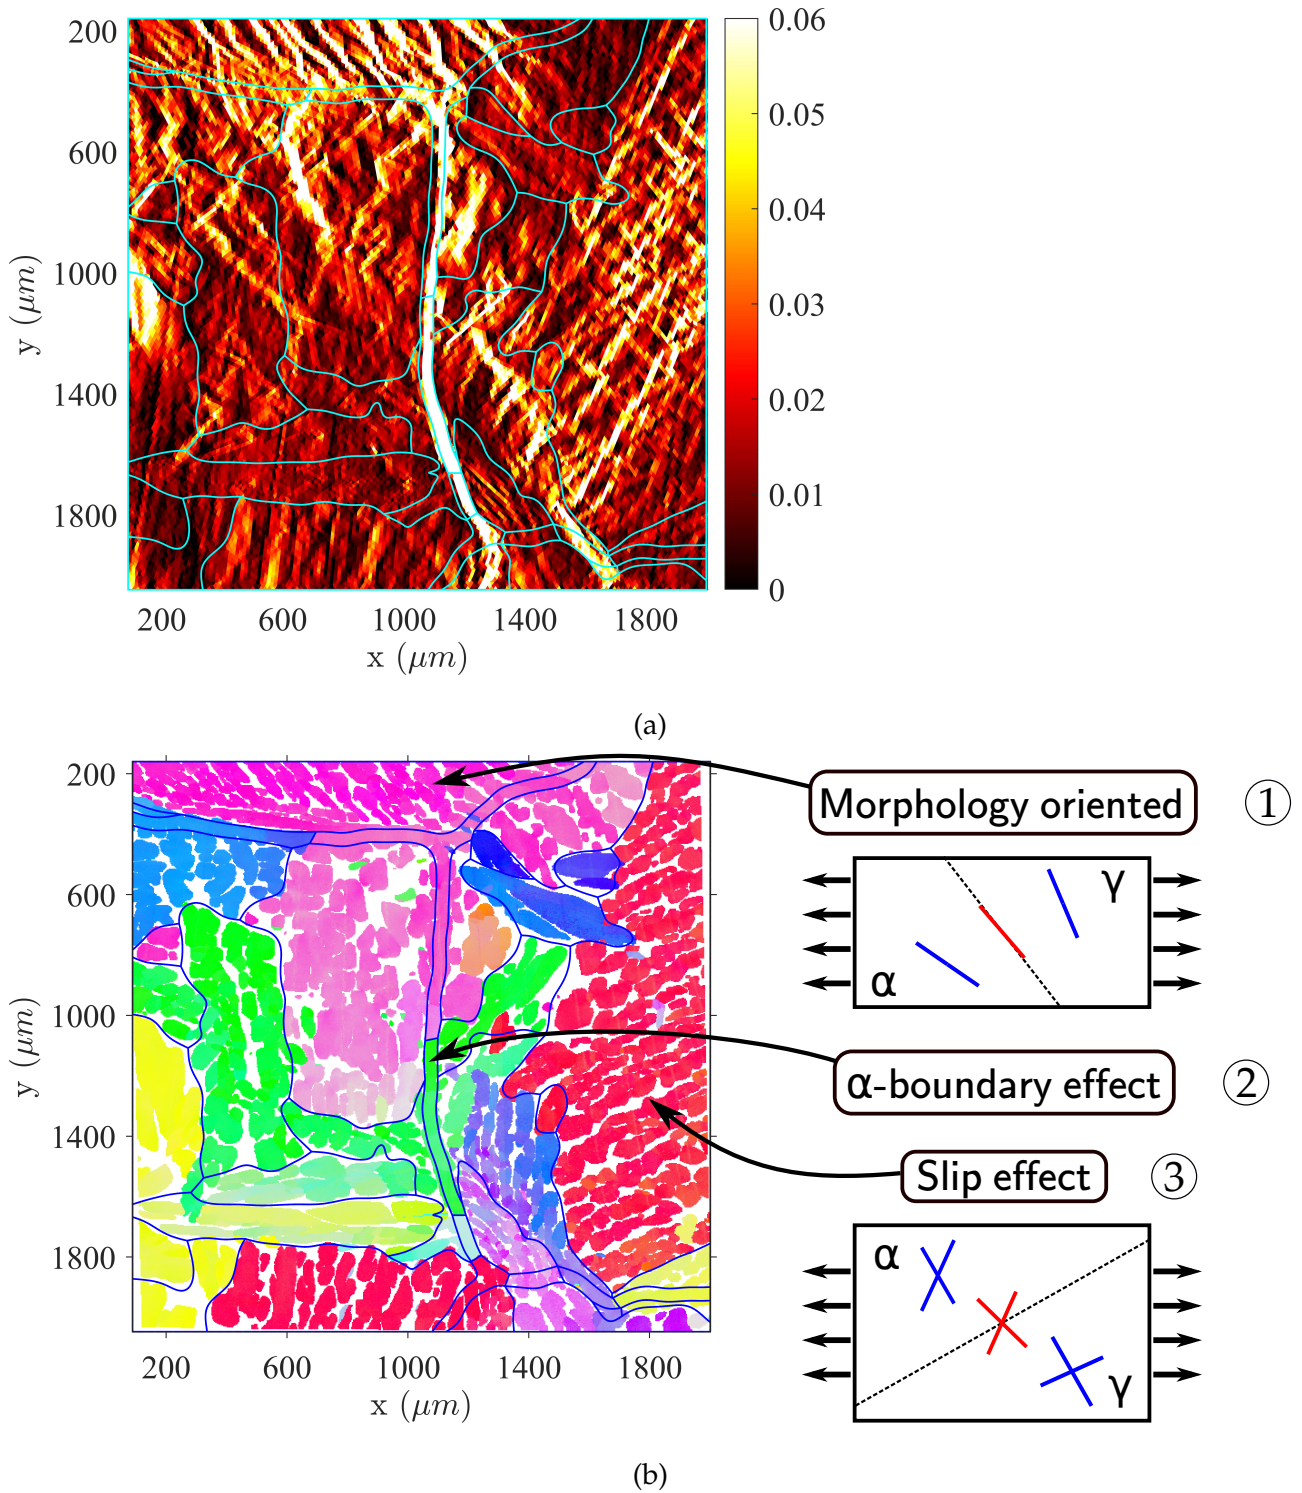 200
600
1000
1400
1800
y (μm)
200 600 1000 1400 1800
x (μm)
0.06
0.05
0.04
0.03
0.02
0.01
0
(a)
200
600
1000
1400
1800
y (μm)
200 600 1000 1400 1800
x (μm)
Morphology oriented ①
γ
α
α-boundary effect ②
Slip effect ③
α
γ
(b)